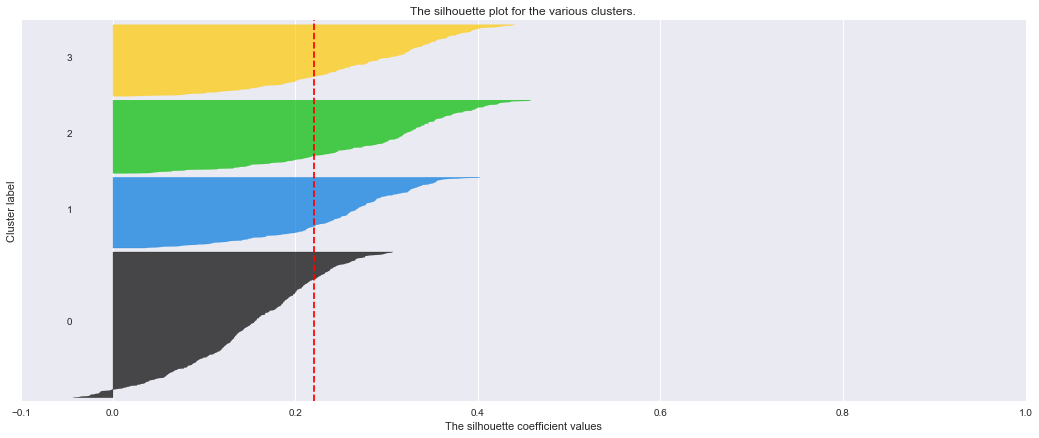 The silhouette plot for the various clusters.
3
2
1
0
Cluster label
−0.1 0.0 0.2 0.4 0.6 0.8 1.0
The silhouette coefficient values